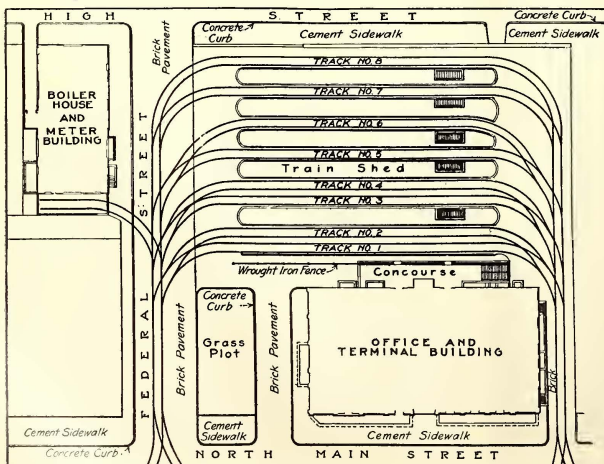 HIGH STREET
Concrete Curb
Cement Sidewalk
Concrete Curb
Cement Sidewalk
Brick Pavement
TRACK NO. 8
BOILER HOUSE AND METER BUILDING
TRACK NO. 7
TRACK NO. 6
TRACK NO. 5
Train Shed
TRACK NO. 4
TRACK NO. 3
TRACK NO. 2
TRACK NO. 1
Wrought Iron Fence
Concourse
FEDERAL STREET
Brick Pavement
Concrete Curb
Grass Plot
Brick Pavement
OFFICE AND TERMINAL BUILDING
Brick
Cement Sidewalk
Concrete Curb
Cement Sidewalk
Cement Sidewalk
NORTH MAIN STREET